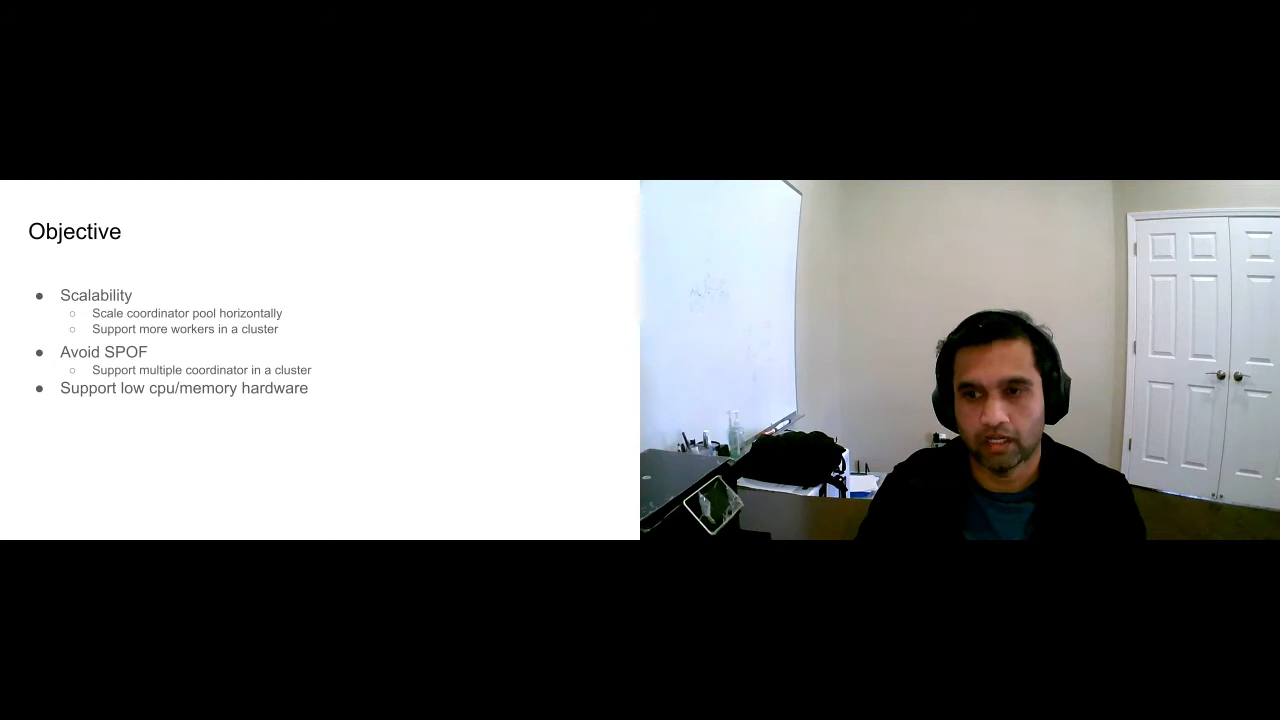 Objective
● Scalability
○ Scale coordinator pool horizontally
○ Support more workers in a cluster
● Avoid SPOF
○ Support multiple coordinator in a cluster
● Support low cpu/memory hardware